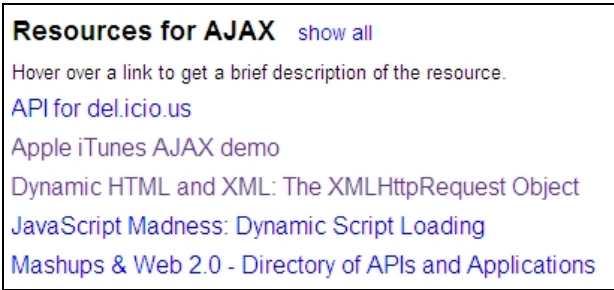 Resources for AJAX show all
Hover over a link to get a brief description of the resource.
API for del.icio.us
Apple iTunes AJAX demo
Dynamic HTML and XML: The XMLHttpRequest Object
JavaScript Madness: Dynamic Script Loading
Mashups & Web 2.0 - Directory of APIs and Applications